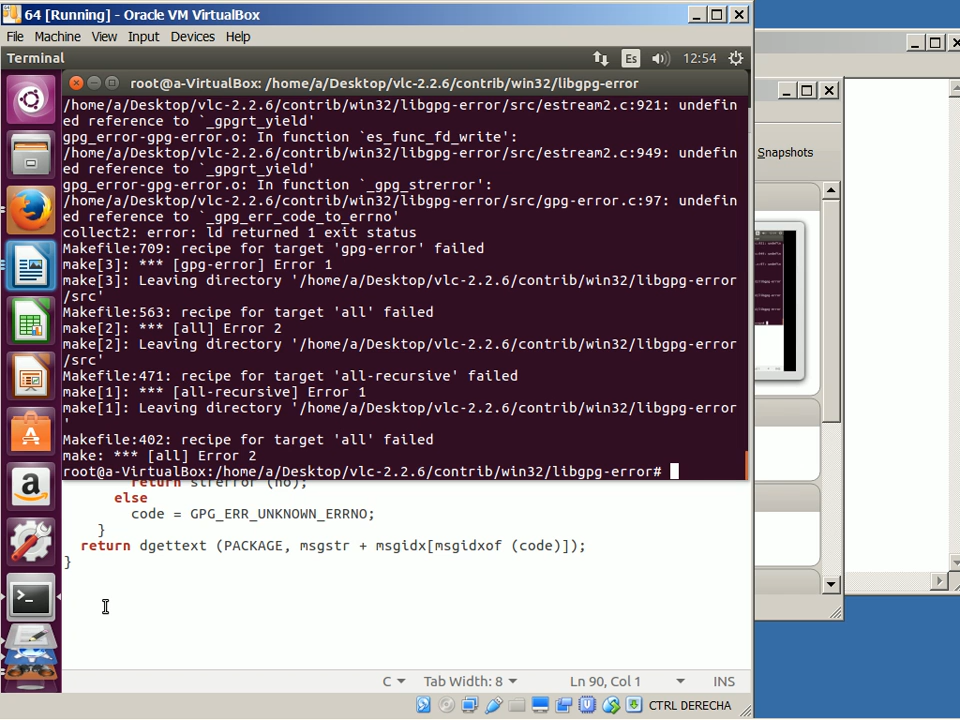 64 [Running] - Oracle VM VirtualBox
File Machine View Input Devices Help
Terminal
Es
12:54
root@a-VirtualBox: /home/a/Desktop/vlc-2.2.6/contrib/win32/libgpg-error
/home/a/Desktop/vlc-2.2.6/contrib/win32/libgpg-error/src/estream2.c:921: undefin
ed reference to `_gpgrt_yield'
gpg_error-gpg-error.o: In function `es_func_fd_write':
/home/a/Desktop/vlc-2.2.6/contrib/win32/libgpg-error/src/estream2.c:949: undefin
ed reference to `_gpgrt_yield'
gpg_error-gpg-error.o: In function `_gpg_strerror':
/home/a/Desktop/vlc-2.2.6/contrib/win32/libgpg-error/src/gpg-error.c:97: undefin
ed reference to `_gpg_err_code_to_errno'
collect2: error: ld returned 1 exit status
Makefile:709: recipe for target 'gpg-error' failed
make[3]: *** [gpg-error] Error 1
make[3]: Leaving directory '/home/a/Desktop/vlc-2.2.6/contrib/win32/libgpg-error
/src'
Makefile:563: recipe for target 'all' failed
make[2]: *** [all] Error 2
make[2]: Leaving directory '/home/a/Desktop/vlc-2.2.6/contrib/win32/libgpg-error
/src'
Makefile:471: recipe for target 'all-recursive' failed
make[1]: *** [all-recursive] Error 1
make[1]: Leaving directory '/home/a/Desktop/vlc-2.2.6/contrib/win32/libgpg-error
'
Makefile:402: recipe for target 'all' failed
make: *** [all] Error 2
root@a-VirtualBox:/home/a/Desktop/vlc-2.2.6/contrib/win32/libgpg-error#
return strerror (no);
else
code = GPG_ERR_UNKNOWN_ERRNO;
}
return dgettext (PACKAGE, msgstr + msgidx[msgidxof (code)]);
}
C
Tab Width: 8
Ln 90, Col 1
INS
CTRL DERECHA
Snapshots